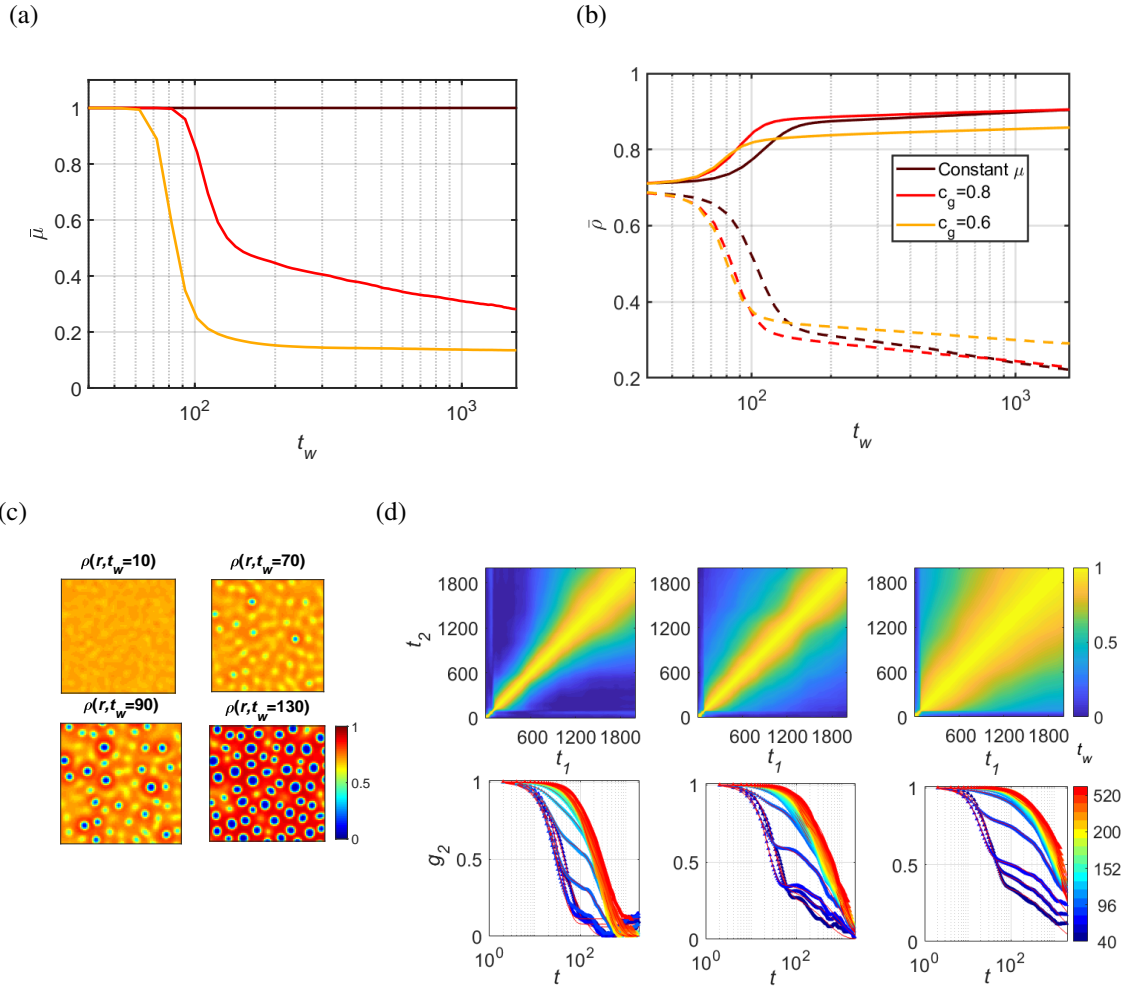 (a)
1
0.8
0.6
0.4
0.2
0
μ̄
10^2
10^3
t_w
(b)
1
0.8
0.6
0.4
0.2
ρ̄
Constant μ
c_g=0.8
c_g=0.6
10^2
10^3
t_w
(c)
ρ(r,t_w=10)
ρ(r,t_w=70)
ρ(r,t_w=90)
ρ(r,t_w=130)
1
0.5
0
(d)
1800
1200
600
0
t_2
600 1200 1800
t_1
1800
1200
600
0
600 1200 1800
t_1
1800
1200
600
0
600 1200 1800
t_1
1
0.5
0
t_w
1
0.5
0
g_2
10^0
10^2
t
1
0.5
0
10^0
10^2
t
1
0.5
0
10^0
10^2
t
520
200
152
96
40